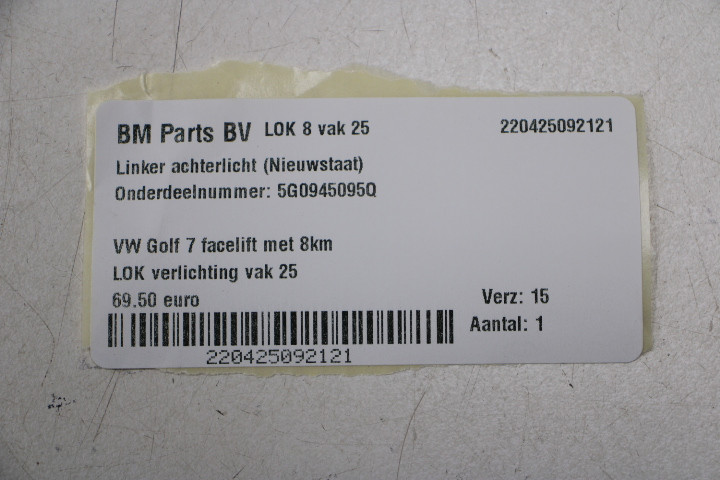 BM Parts BV LOK 8 vak 25 220425092121
Linker achterlicht (Nieuwstaat)
Onderdeelnummer: 5G0945095Q
VW Golf 7 facelift met 8km
LOK verlichting vak 25
69.50 euro Verz: 15
Aantal: 1
220425092121